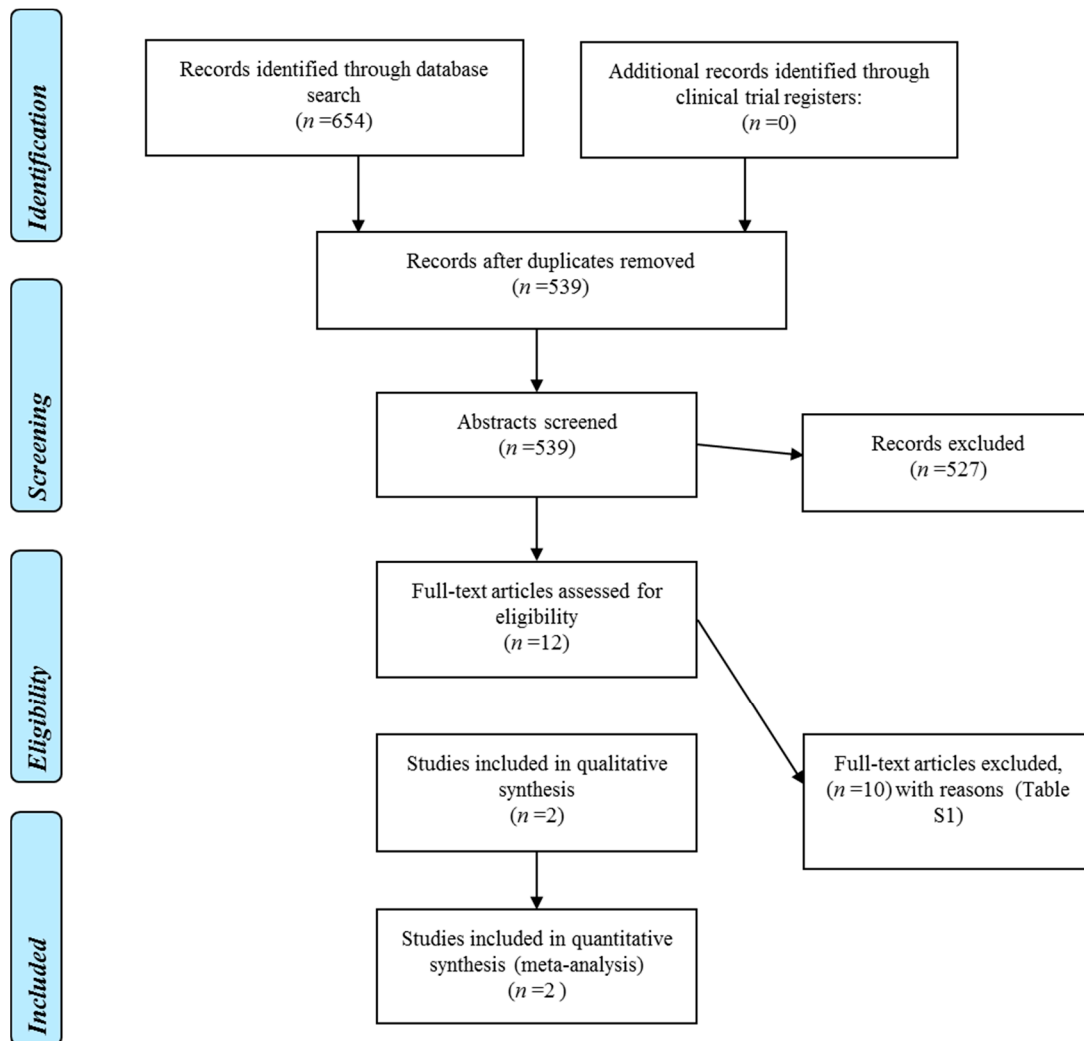 Identification
Records identified through database
search
(n =654)
Additional records identified through
clinical trial registers:
(n =0)
Records after duplicates removed
(n =539)
Screening
Abstracts screened
(n =539)
Records excluded
(n =527)
Eligibility
Full-text articles assessed for
eligibility
(n =12)
Full-text articles excluded,
(n =10) with reasons (Table
S1)
Studies included in qualitative
synthesis
(n =2)
Included
Studies included in quantitative
synthesis (meta-analysis)
(n =2 )